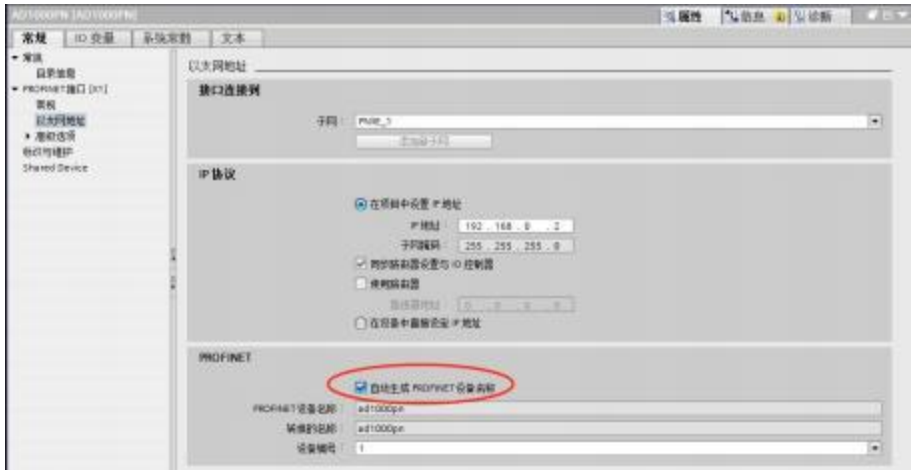 AD1000PN [AD1000PN]
属性 信息 诊断
常规 IO 变量 系统常数 文本
常规
目录信息
PROFINET接口 [X1]
常规
以太网地址
高级选项
标识与维护
Shared Device
以太网地址
接口连接到
子网： PN/IE_1
添加新子网
IP 协议
在项目中设置 IP 地址
IP 地址： 192 . 168 . 0 . 2
子网掩码： 255 . 255 . 255 . 0
同步路由器设置与 IO 控制器
使用路由器
路由器地址： 0 . 0 . 0 . 0
在设备中直接设定 IP 地址
PROFINET
自动生成 PROFINET 设备名称
PROFINET 设备名称： ad1000pn
转换的名称： ad1000pn
设备编号： 1